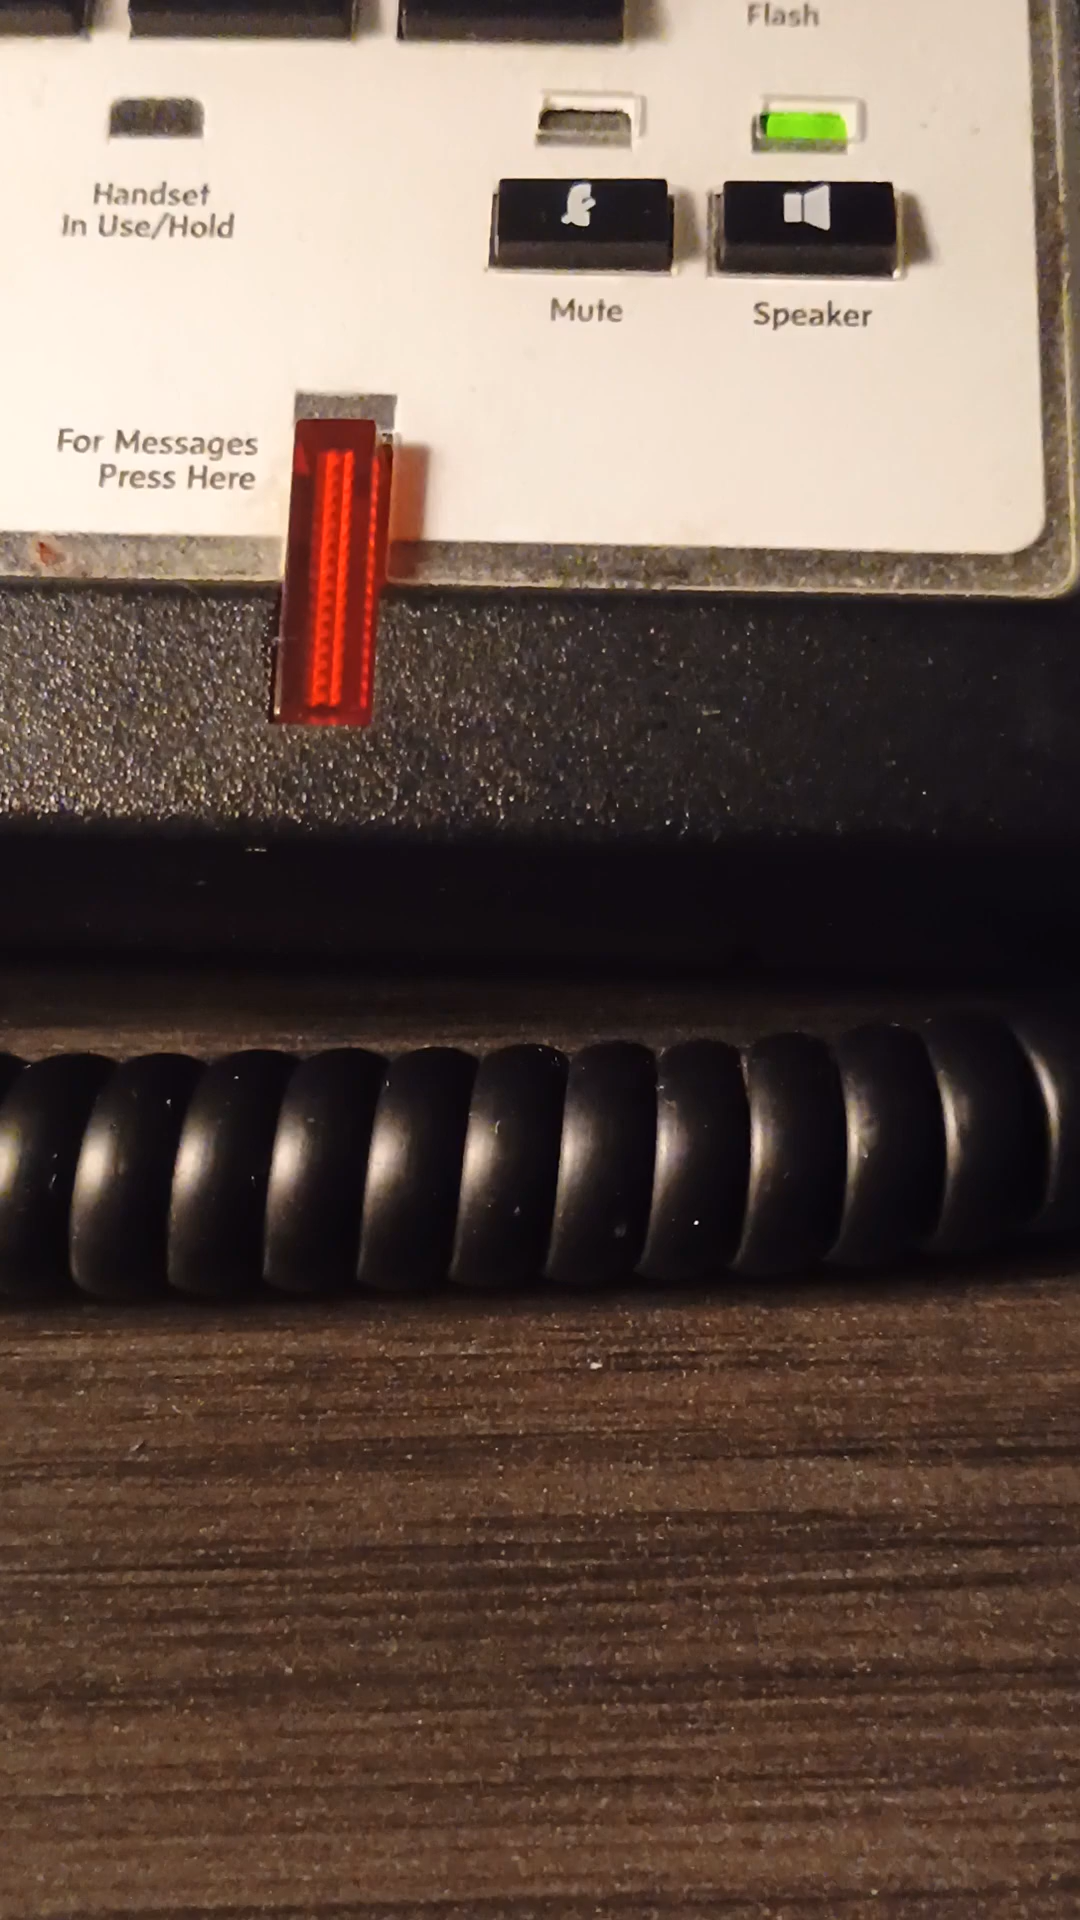 Flash
Handset
In Use/Hold
Mute
Speaker
For Messages
Press Here